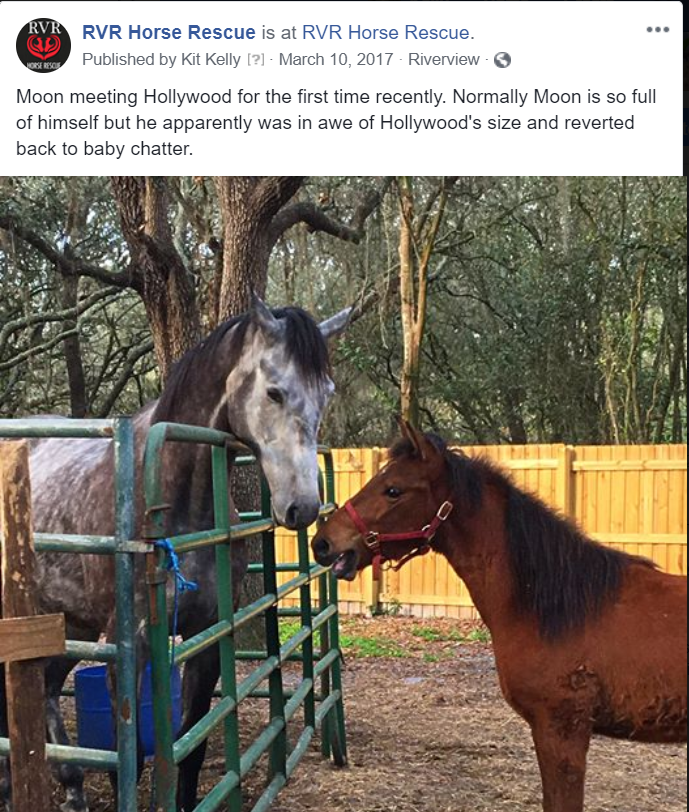 RVR
HORSE RESCUE
RVR Horse Rescue is at RVR Horse Rescue.
Published by Kit Kelly [?] · March 10, 2017 · Riverview ·
Moon meeting Hollywood for the first time recently. Normally Moon is so full
of himself but he apparently was in awe of Hollywood's size and reverted
back to baby chatter.